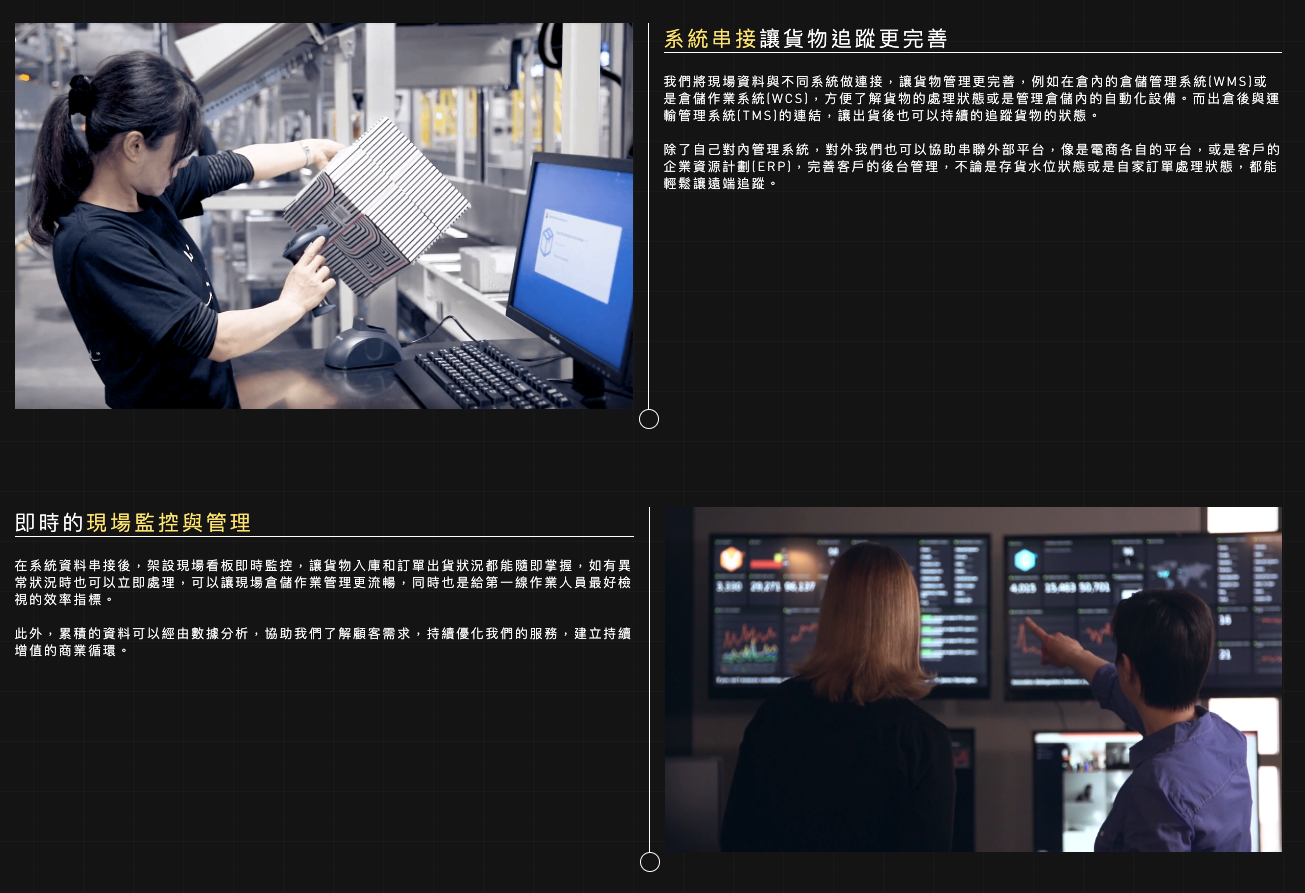 系統串接讓貨物追蹤更完善
我們將現場資料與不同系統做連接，讓貨物管理更完善，例如在倉內的倉儲管理系統(WMS)或
是倉儲作業系統(WCS)，方便了解貨物的處理狀態或是管理倉儲內的自動化設備。而出倉後與運
輸管理系統(TMS)的連結，讓出貨後也可以持續的追蹤貨物的狀態。
除了自己對內管理系統，對外我們也可以協助串聯外部平台，像是電商各自的平台，或是客戶的
企業資源計劃(ERP)，完善客戶的後台管理，不論是存貨水位狀態或是自家訂單處理狀態，都能
輕鬆讓遠端追蹤。
即時的現場監控與管理
在系統資料串接後，架設現場看板即時監控，讓貨物入庫和訂單出貨狀況都能隨即掌握，如有異
常狀況時也可以立即處理，可以讓現場倉儲作業管理更流暢，同時也是給第一線作業人員最好檢
視的效率指標。
此外，累積的資料可以經由數據分析，協助我們了解顧客需求，持續優化我們的服務，建立持續
增值的商業循環。